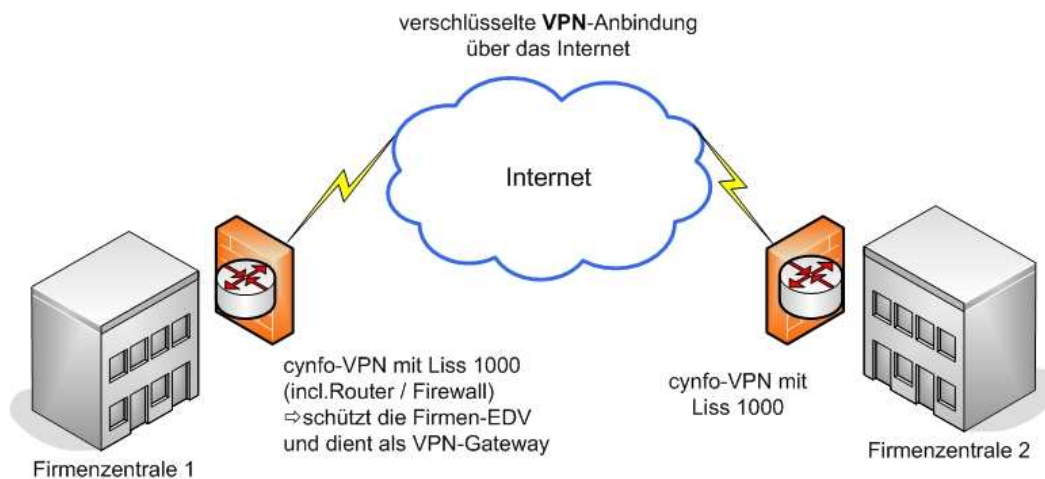 verschlüsselte VPN-Anbindung
über das Internet
Internet
cynfo-VPN mit Liss 1000
(incl.Router / Firewall)
⇨schützt die Firmen-EDV
und dient als VPN-Gateway
cynfo-VPN mit
Liss 1000
Firmenzentrale 1
Firmenzentrale 2